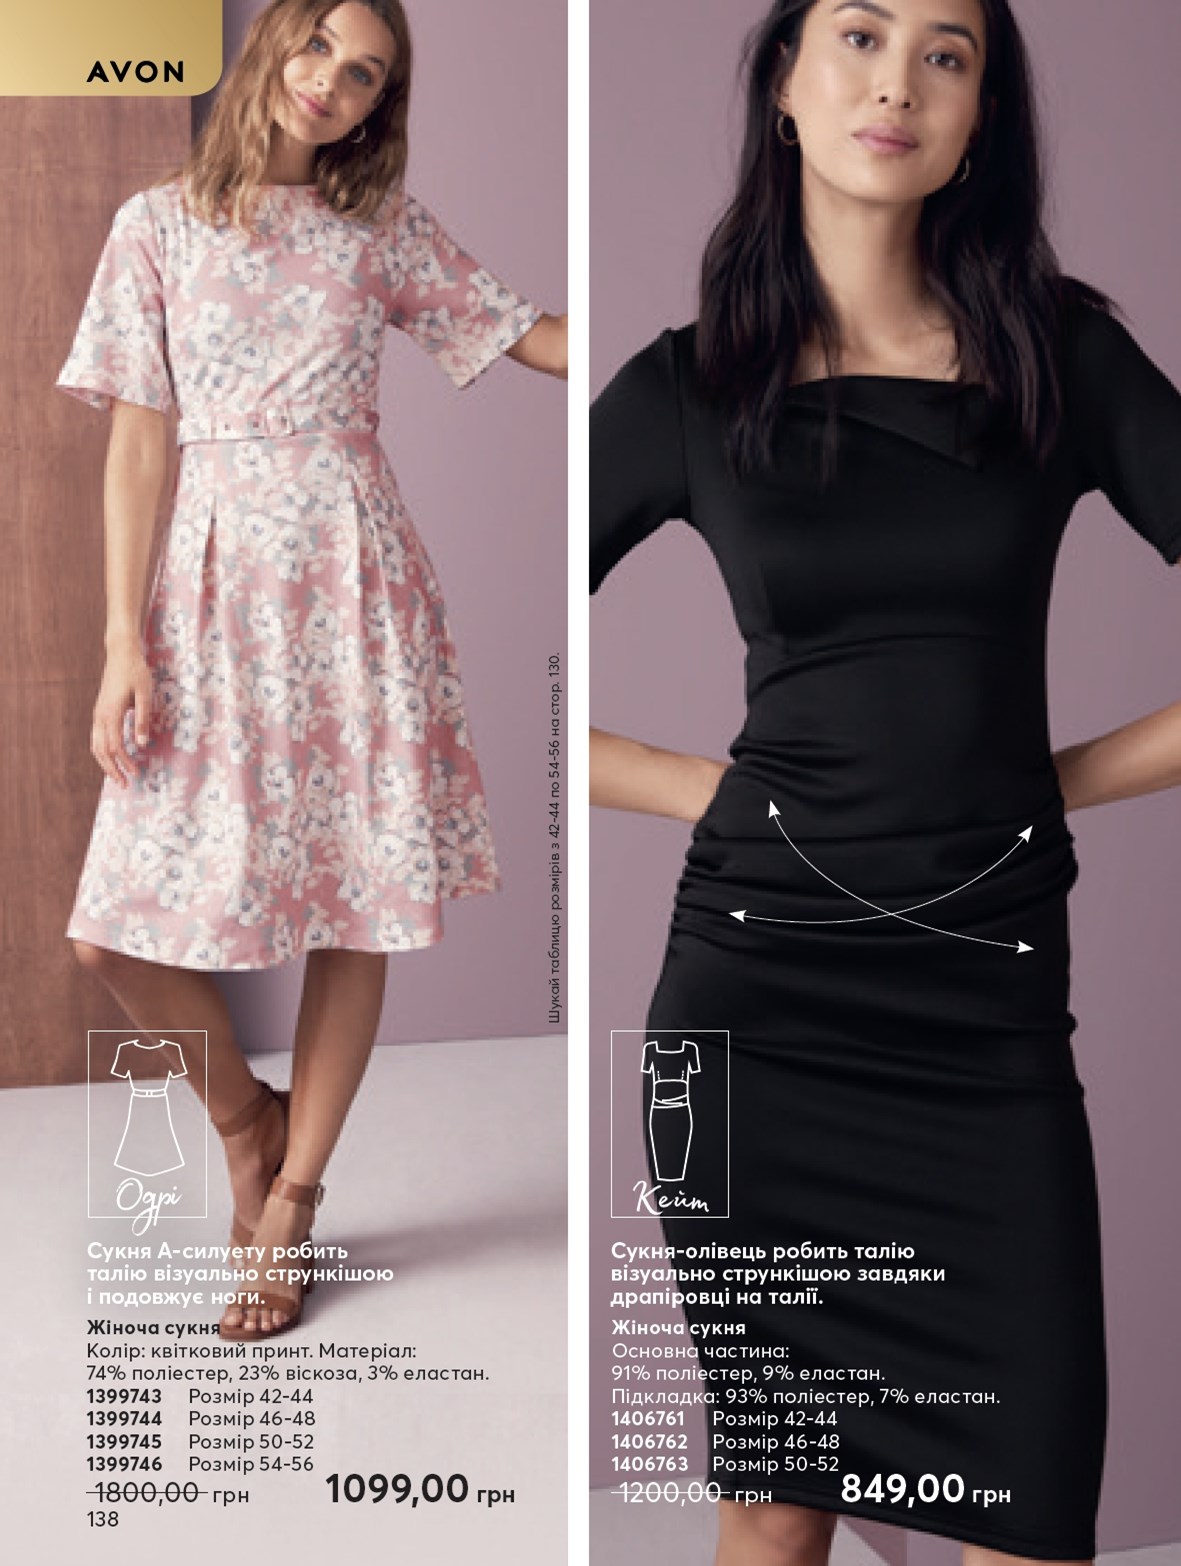 AVON
Шукай таблицю розмірів з 42-44 по 54-56 на стор. 130.
Одрі
Сукня А-силуету робить
талію візуально стрункішою
і подовжує ноги.
Жіноча сукня
Колір: квітковий принт. Матеріал:
74% поліестер, 23% віскоза, 3% еластан.
1399743 Розмір 42-44
1399744 Розмір 46-48
1399745 Розмір 50-52
1399746 Розмір 54-56
1800,00 грн 1099,00 грн
138
Кейт
Сукня-олівець робить талію
візуально стрункішою завдяки
драпіровці на талії.
Жіноча сукня
Основна частина:
91% поліестер, 9% еластан.
Підкладка: 93% поліестер, 7% еластан.
1406761 Розмір 42-44
1406762 Розмір 46-48
1406763 Розмір 50-52
1200,00 грн 849,00 грн